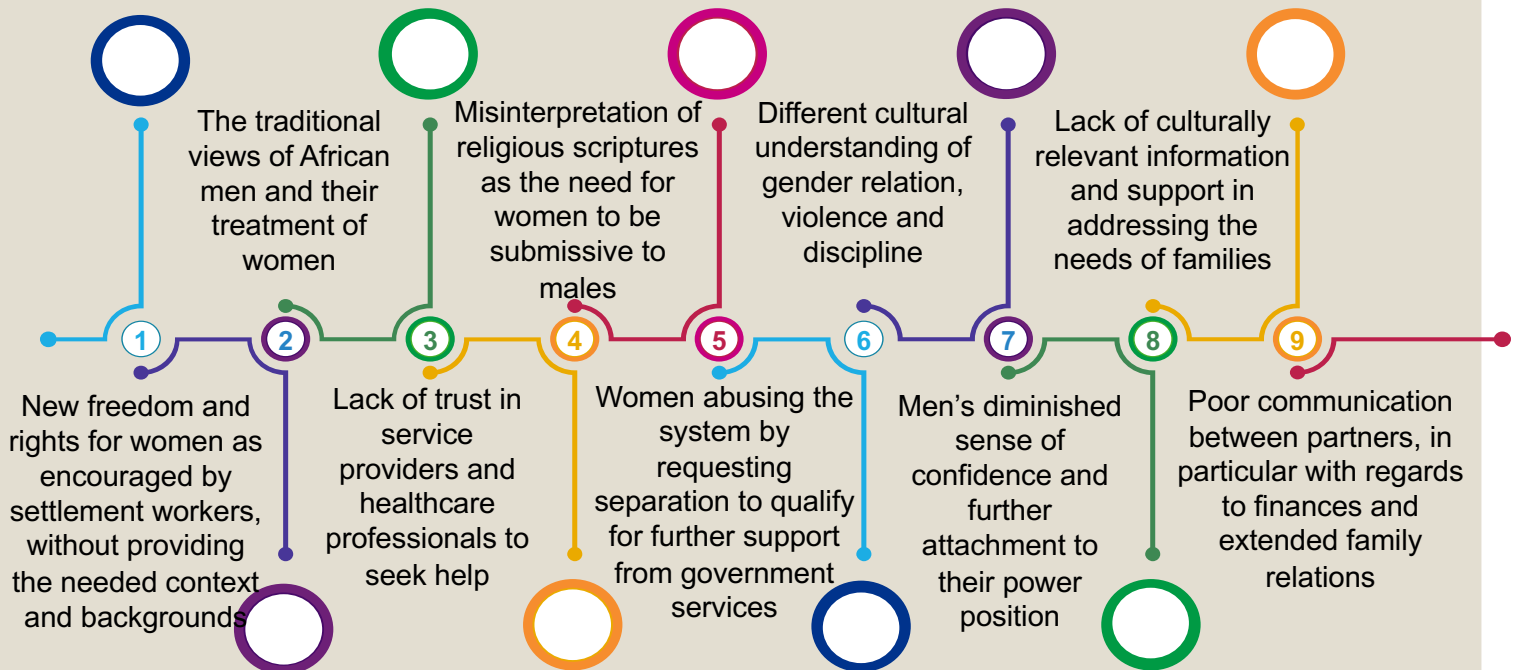 1
New freedom and
rights for women as
encouraged by
settlement workers,
without providing
the needed context
and backgrounds
2
The traditional
views of African
men and their
treatment of
women
3
Lack of trust in
service
providers and
healthcare
professionals to
seek help
4
Misinterpretation of
religious scriptures
as the need for
women to be
submissive to
males
5
Women abusing the
system by
requesting
separation to qualify
for further support
from government
services
6
Different cultural
understanding of
gender relation,
violence and
discipline
7
Men’s diminished
sense of
confidence and
further
attachment to
their power
position
8
Lack of culturally
relevant information
and support in
addressing the
needs of families
9
Poor communication
between partners, in
particular with regards
to finances and
extended family
relations